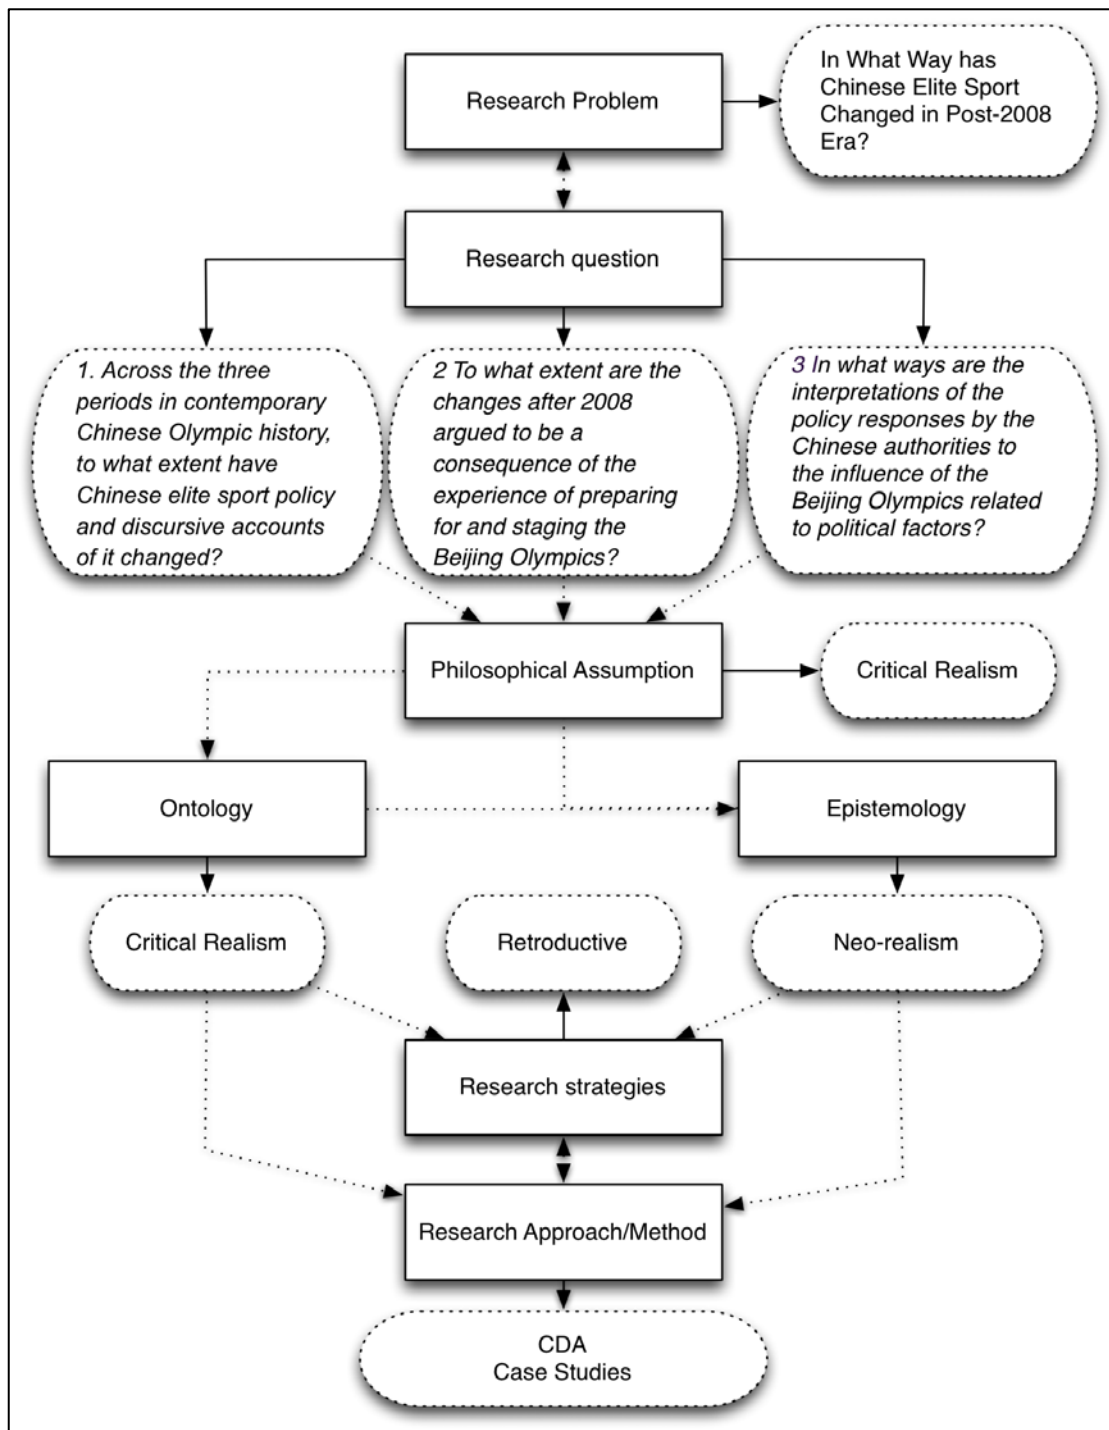 Research Problem
In What Way has
Chinese Elite Sport
Changed in Post-2008
Era?
Research question
1. Across the three
periods in contemporary
Chinese Olympic history,
to what extent have
Chinese elite sport policy
and discursive accounts
of it changed?
2 To what extent are the
changes after 2008
argued to be a
consequence of the
experience of preparing
for and staging the
Beijing Olympics?
3 In what ways are the
interpretations of the
policy responses by the
Chinese authorities to
the influence of the
Beijing Olympics related
to political factors?
Philosophical Assumption
Critical Realism
Ontology
Epistemology
Critical Realism
Retroductive
Neo-realism
Research strategies
Research Approach/Method
CDA
Case Studies